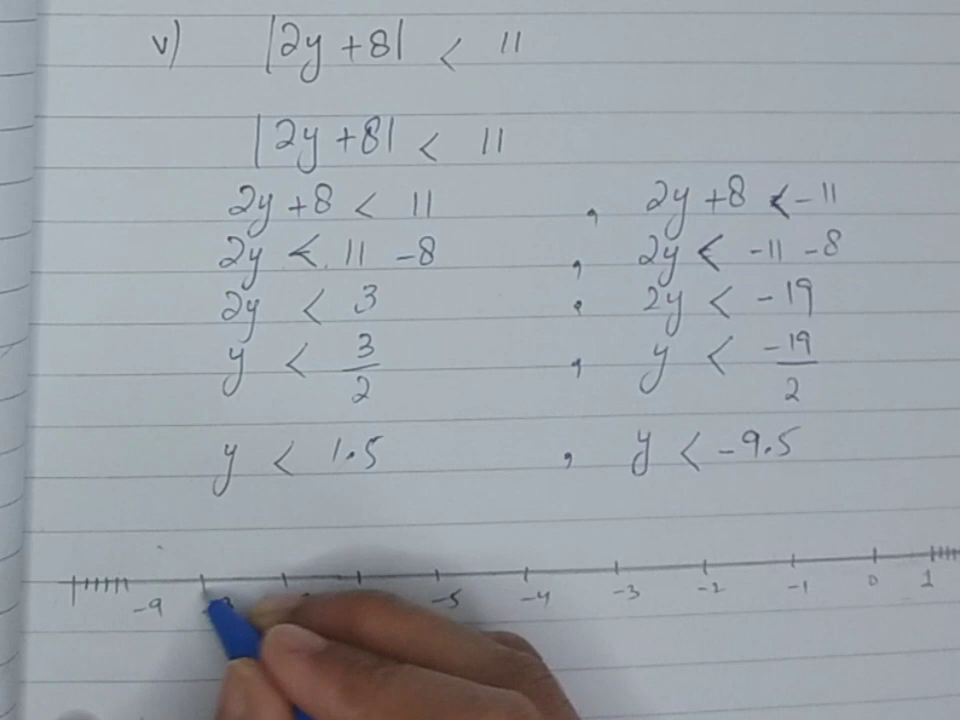 v) |2y + 8| < 11
|2y + 8| < 11
2y + 8 < 11 , 2y + 8 < -11
2y < 11 - 8 , 2y < -11 - 8
2y < 3 , 2y < -19
y < 3/2 , y < -19/2
y < 1.5 , y < -9.5
-9 -5 -4 -3 -2 -1 0 1